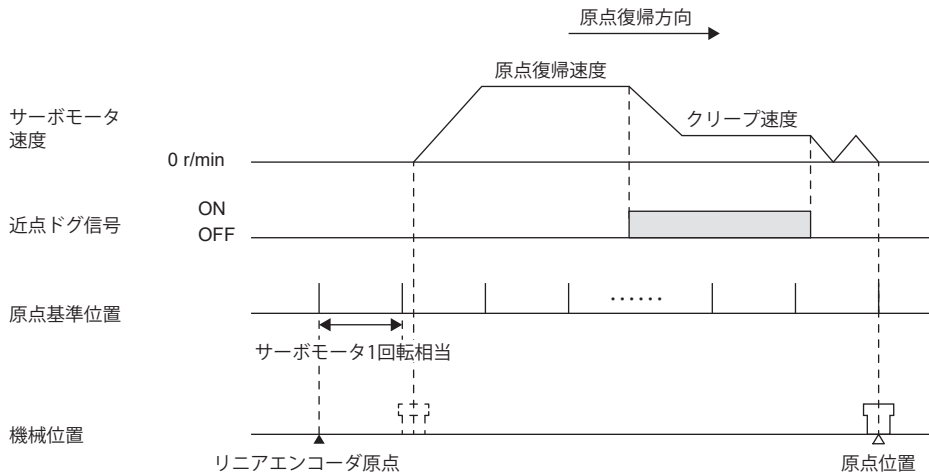 原点復帰方向
原点復帰速度
サーボモータ
速度
クリープ速度
0 r/min
近点ドグ信号
ON
OFF
原点基準位置
……
サーボモータ1回転相当
機械位置
リニアエンコーダ原点
原点位置